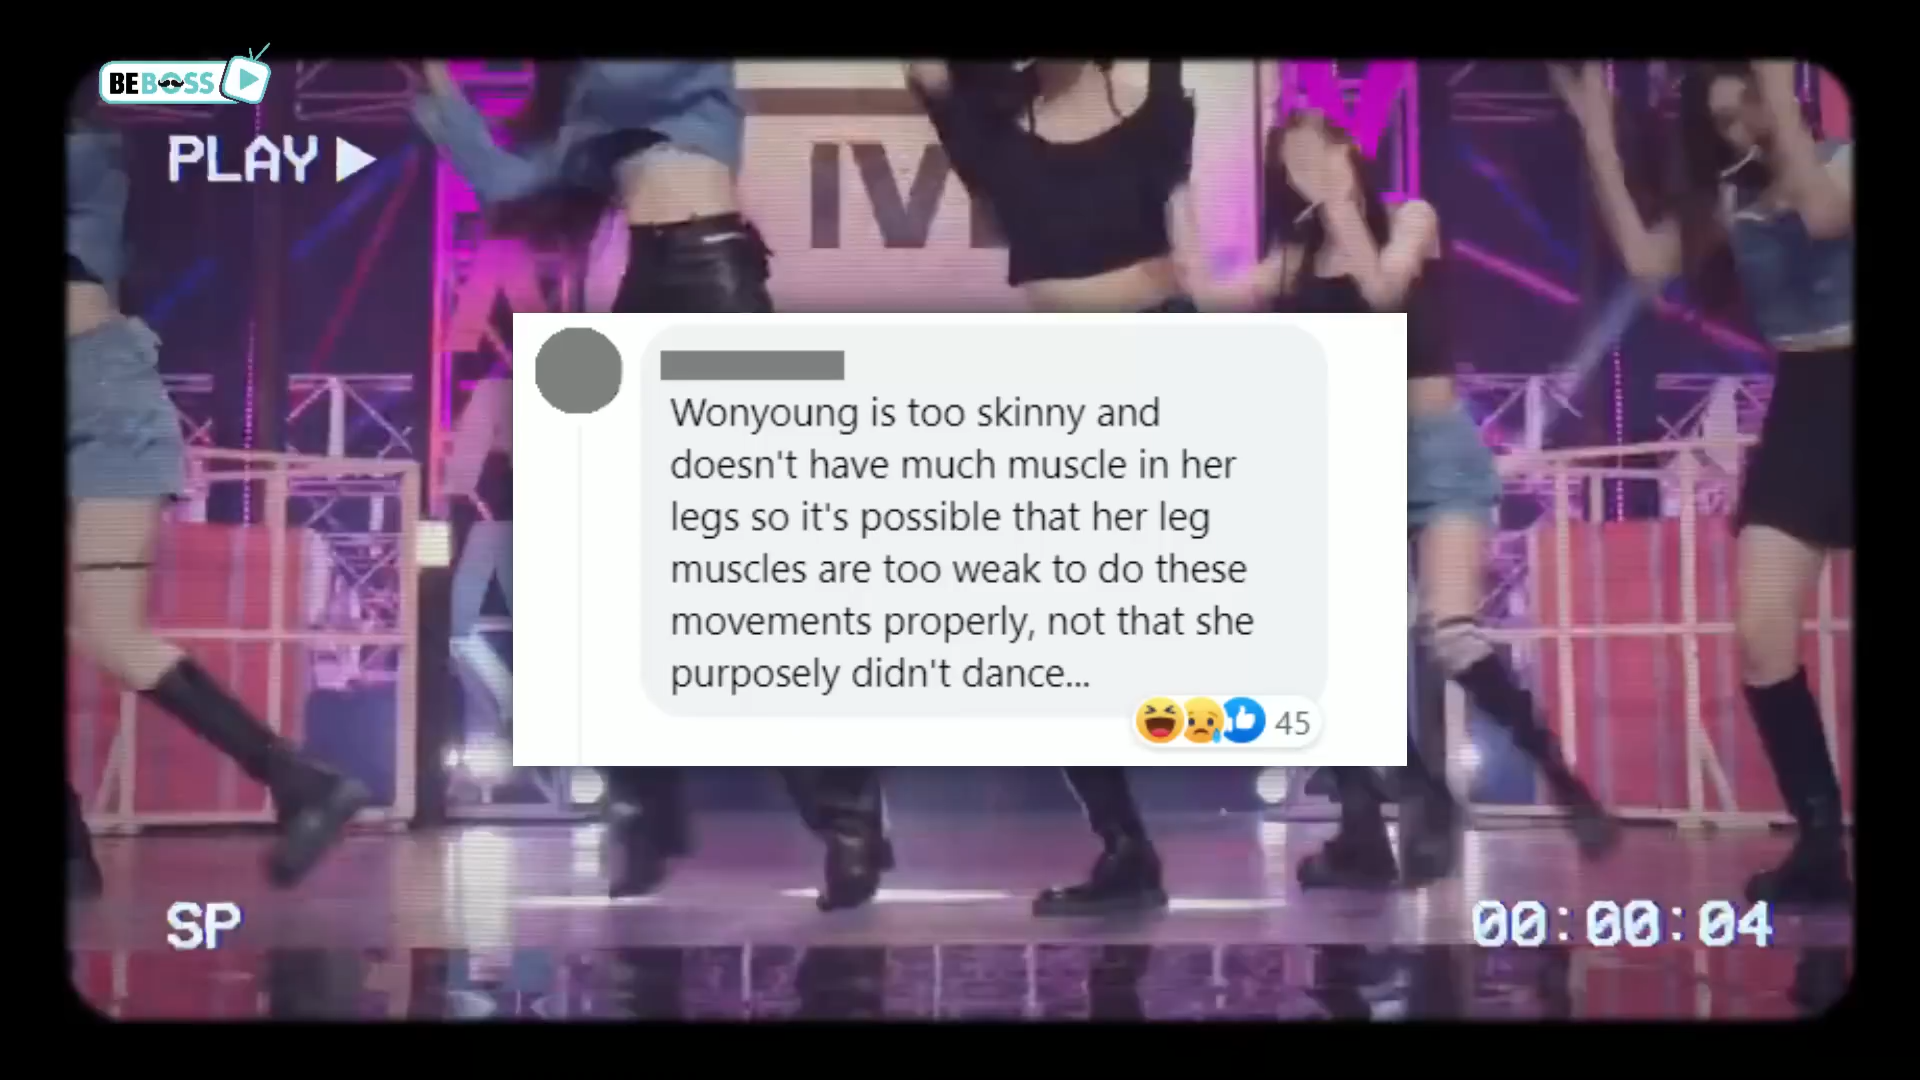 BEBOSS
PLAY
IV
Wonyoung is too skinny and
doesn't have much muscle in her
legs so it's possible that her leg
muscles are too weak to do these
movements properly, not that she
purposely didn't dance...
45
SP
00:00:04